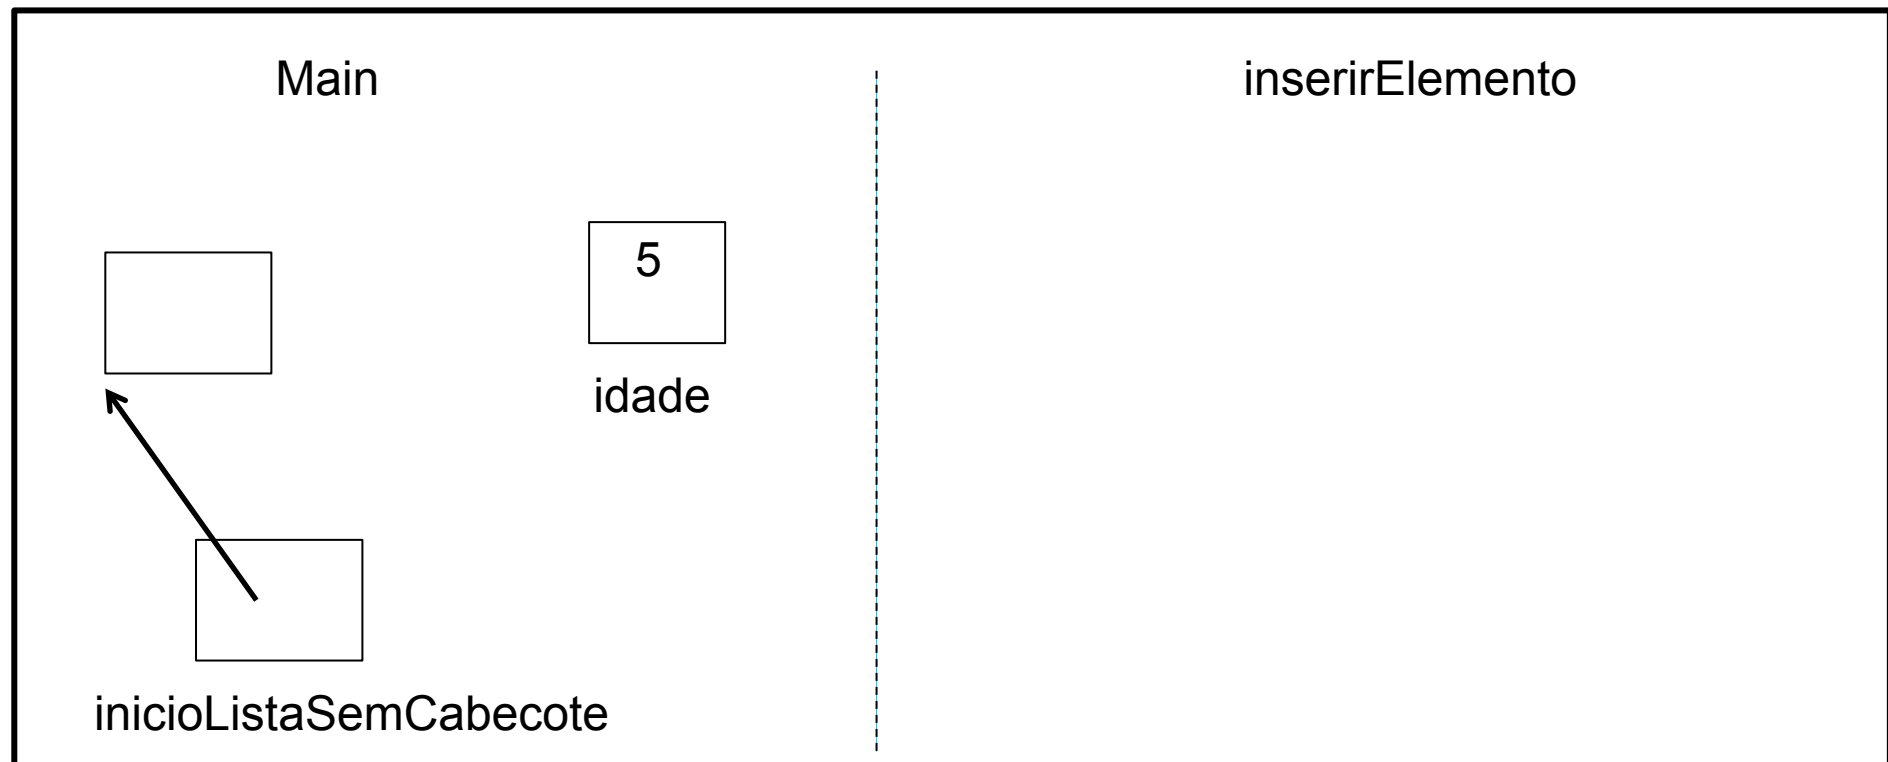 Main
inserirElemento
5
idade
inicioListaSemCabecote